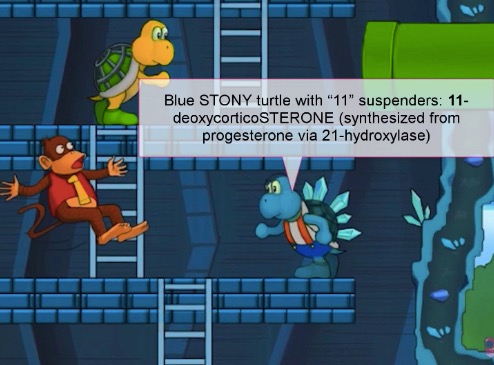 Blue STONY turtle with “11” suspenders: 11-
deoxycorticoSTERONE (synthesized from
progesterone via 21-hydroxylase)